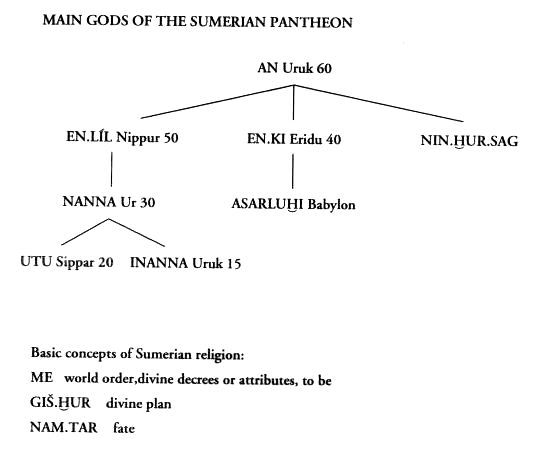 MAIN GODS OF THE SUMERIAN PANTHEON
AN Uruk 60
EN.LÍL Nippur 50 EN.KI Eridu 40 NIN.ḪUR.SAG
NANNA Ur 30 ASARLUḪI Babylon
UTU Sippar 20 INANNA Uruk 15
Basic concepts of Sumerian religion:
ME world order,divine decrees or attributes, to be
GIŠ.ḪUR divine plan
NAM.TAR fate